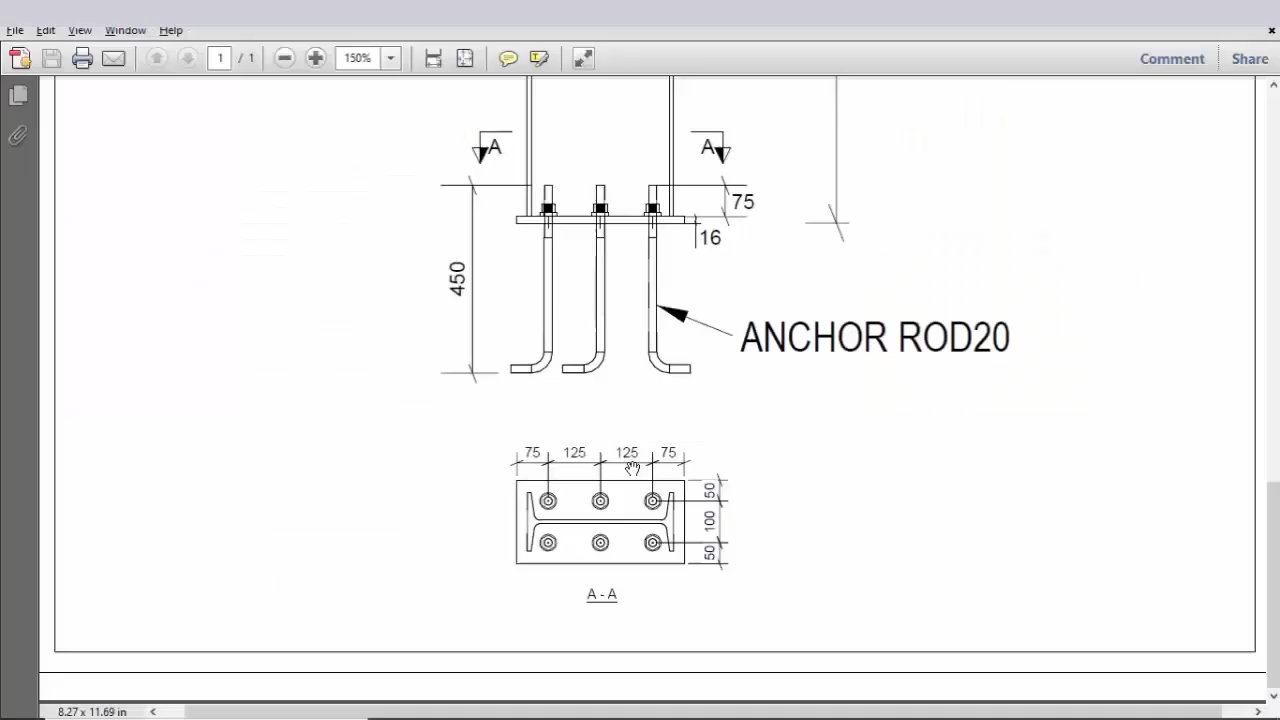 File Edit View Window Help ×
1 / 1 150% Comment Share
A A
75
16
450
ANCHOR ROD20
75 125 125 75
50
100
50
A - A
8.27 x 11.69 in